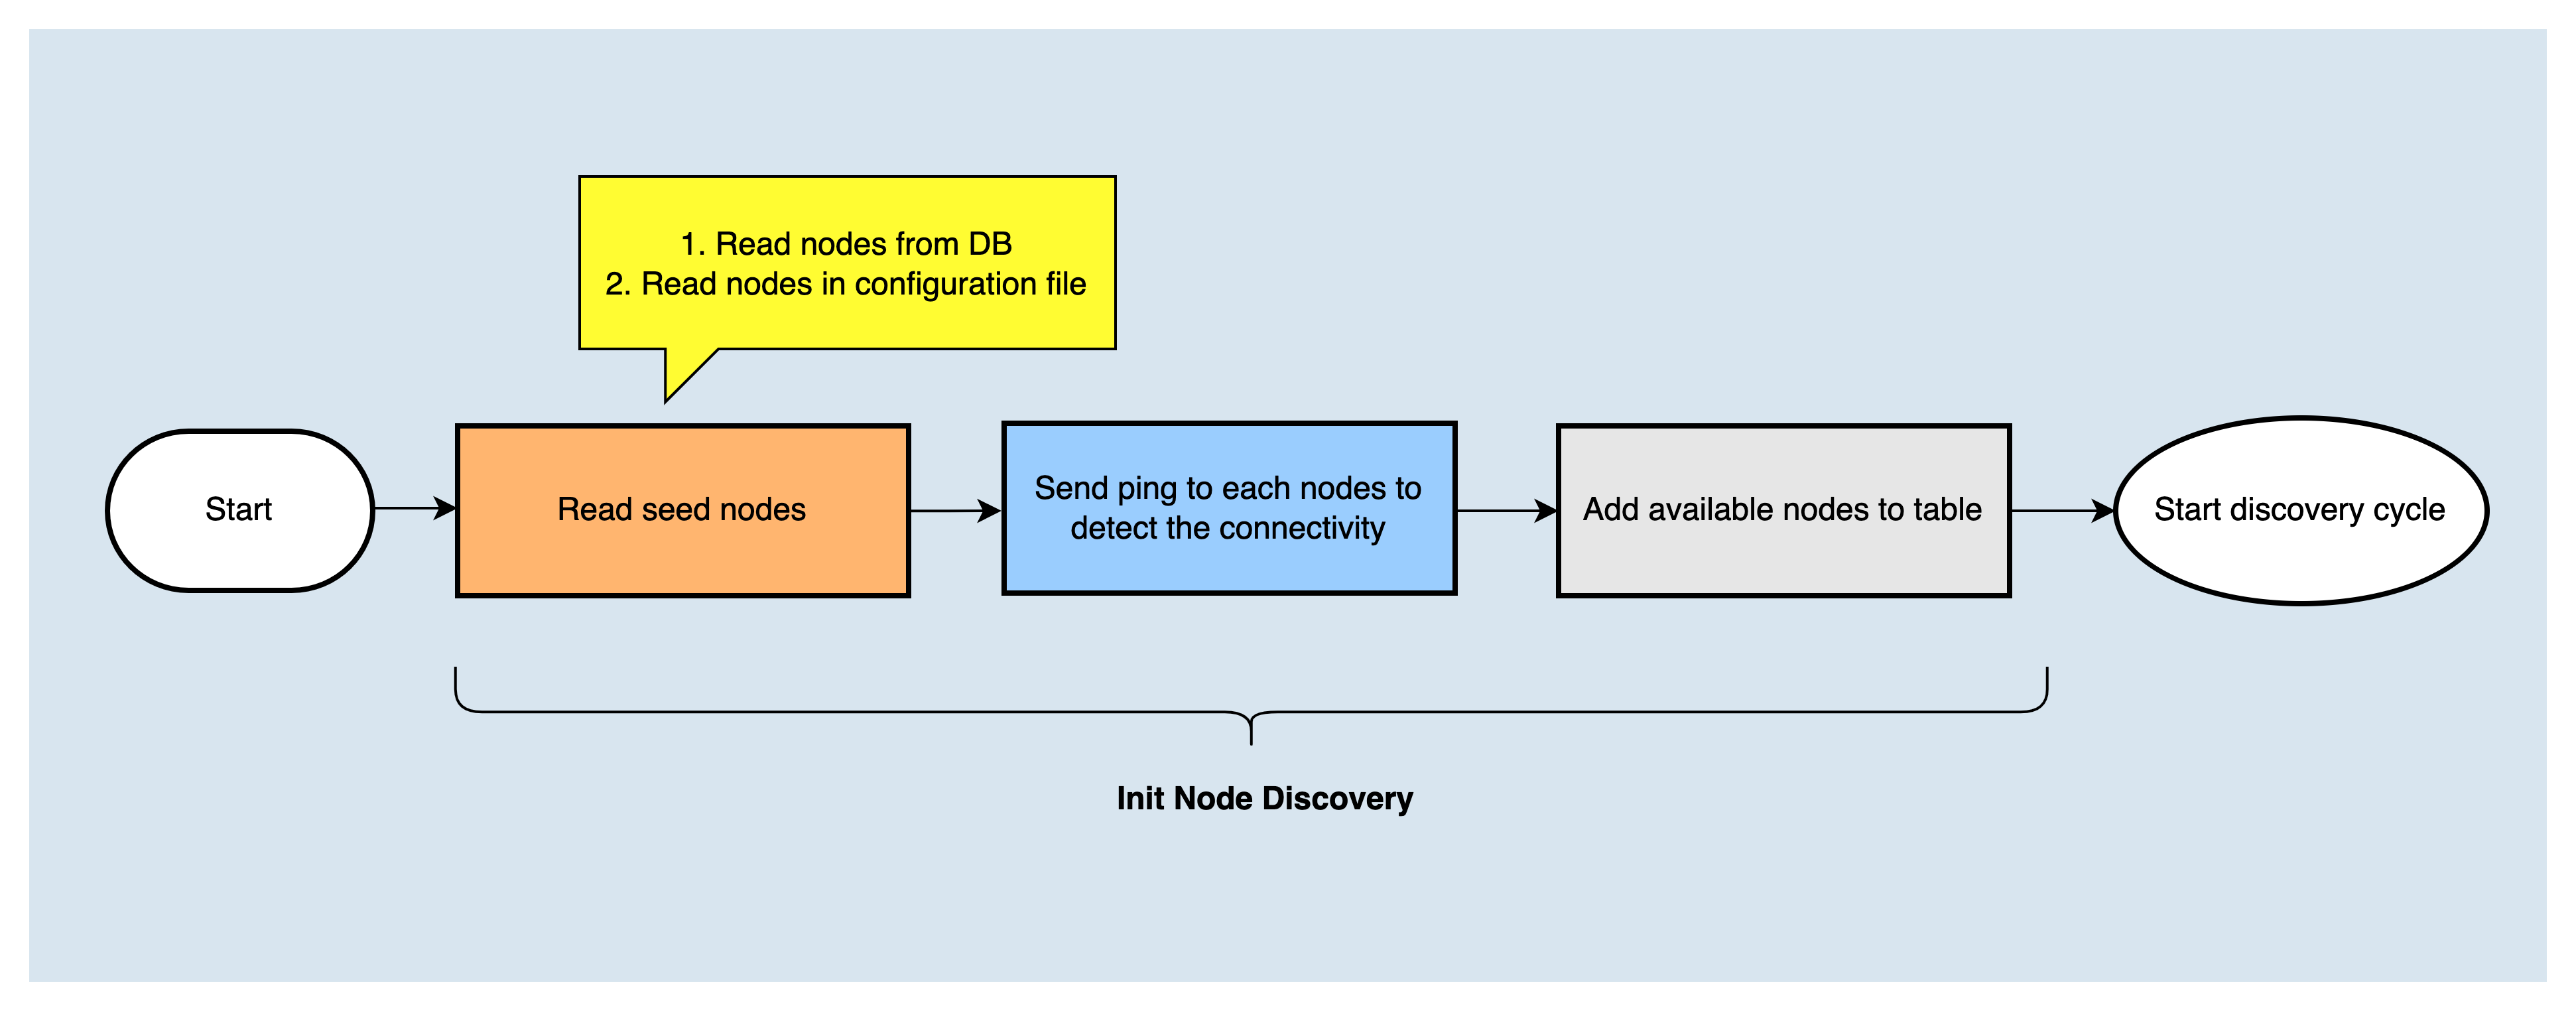 1. Read nodes from DB
2. Read nodes in configuration file
Start
Read seed nodes
Send ping to each nodes to
detect the connectivity
Add available nodes to table
Start discovery cycle
Init Node Discovery